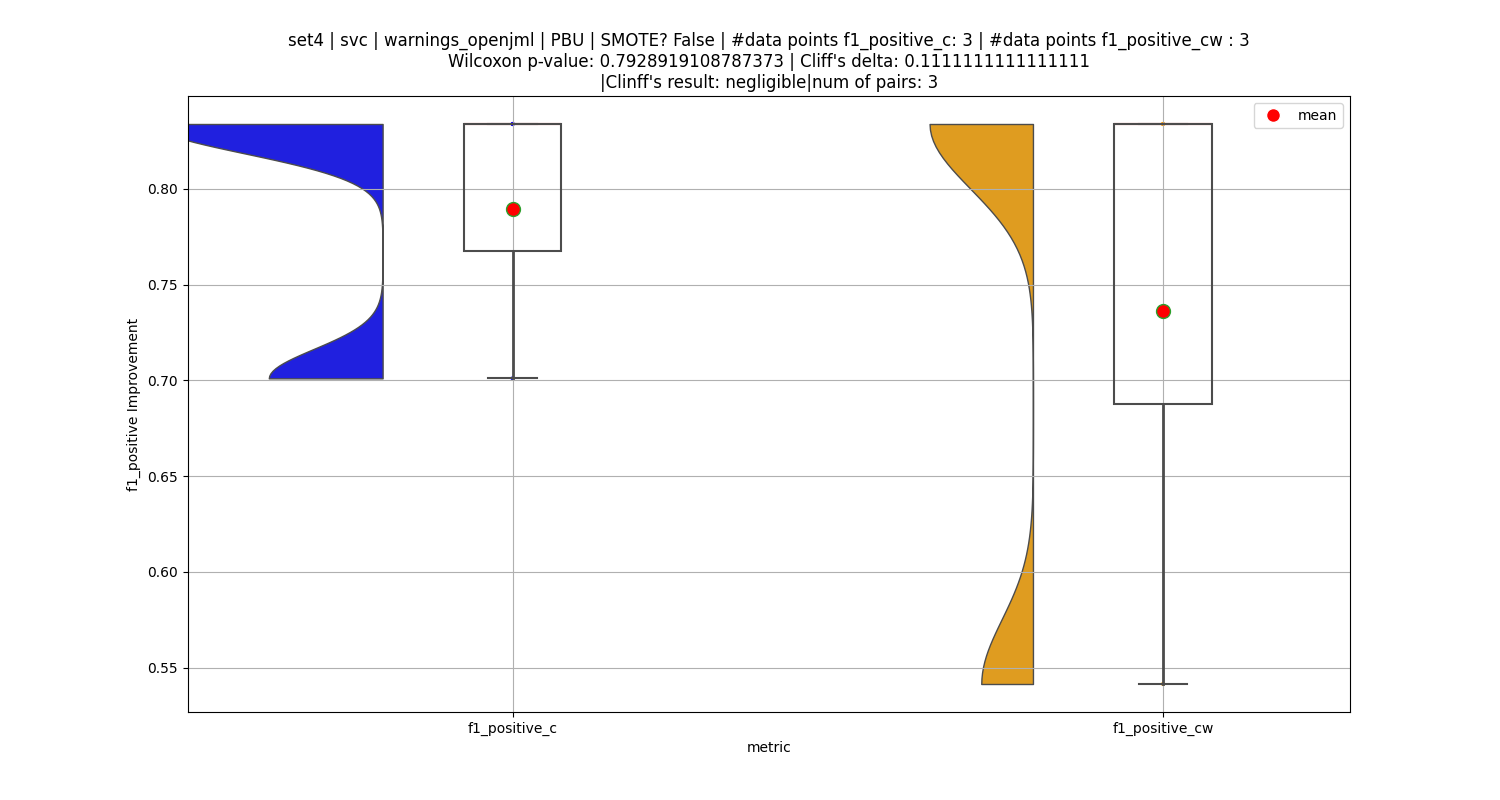 set4 | svc | warnings_openjml | PBU | SMOTE? False | #data points f1_positive_c: 3 | #data points f1_positive_cw : 3
Wilcoxon p-value: 0.7928919108787373 | Cliff's delta: 0.1111111111111111
|Clinff's result: negligible|num of pairs: 3
mean
0.80
0.75
0.70
0.65
0.60
0.55
f1_positive Improvement
f1_positive_c
f1_positive_cw
metric